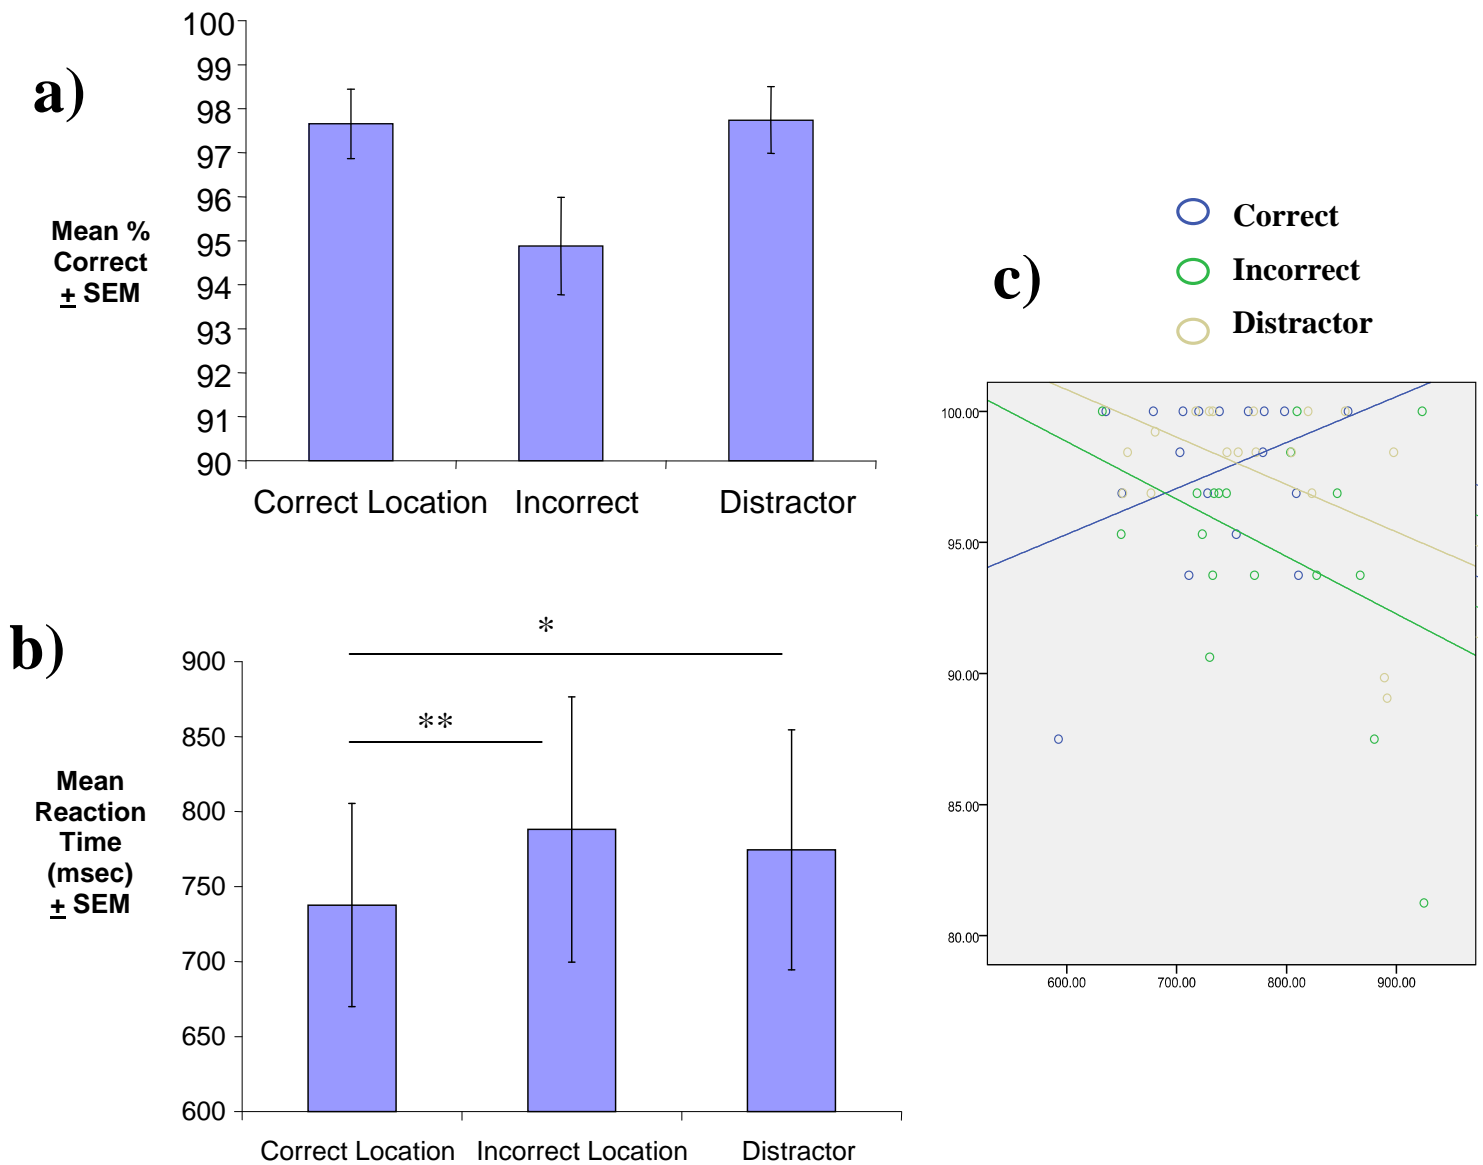 a)
Mean %
Correct
± SEM
100
99
98
97
96
95
94
93
92
91
90
Correct Location Incorrect Distractor
b)
Mean
Reaction
Time
(msec)
± SEM
900
850
800
750
700
650
600
*
**
Correct Location Incorrect Location Distractor
c)
Correct
Incorrect
Distractor
100.00
95.00
90.00
85.00
80.00
600.00 700.00 800.00 900.00